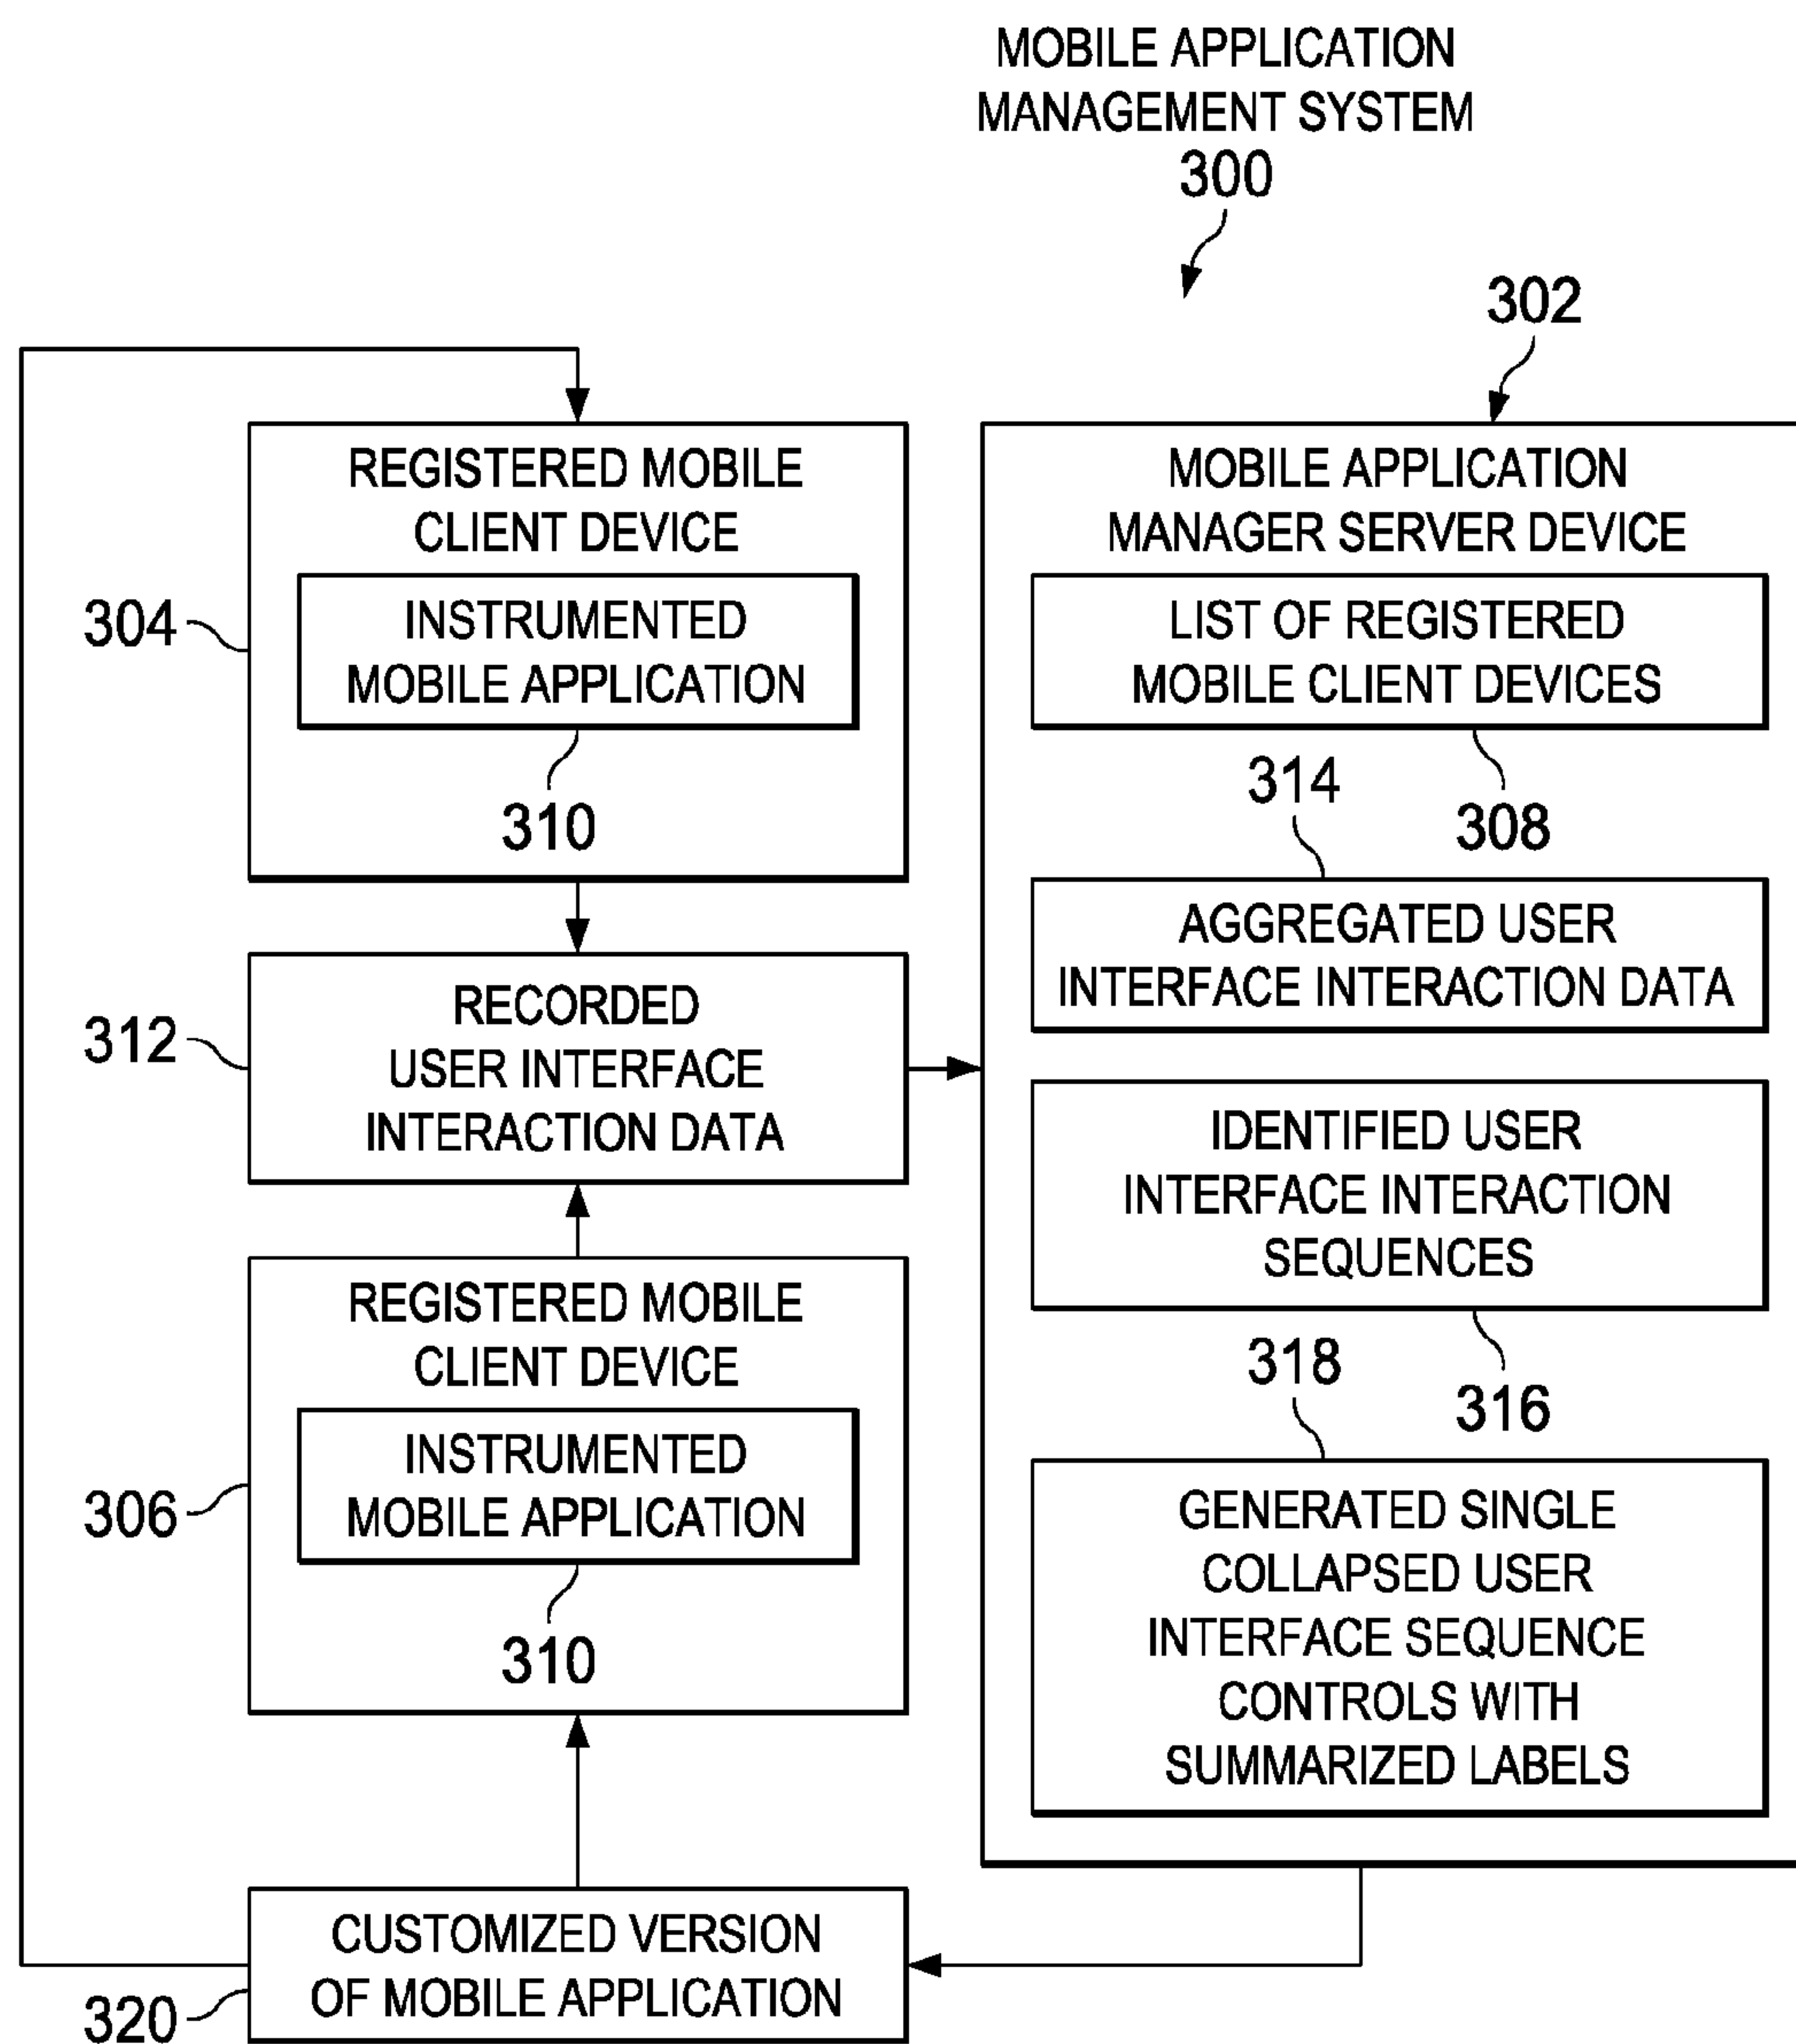 MOBILE APPLICATION
MANAGEMENT SYSTEM
300
302
REGISTERED MOBILE
CLIENT DEVICE
304
INSTRUMENTED
MOBILE APPLICATION
310
312
RECORDED
USER INTERFACE
INTERACTION DATA
REGISTERED MOBILE
CLIENT DEVICE
306
INSTRUMENTED
MOBILE APPLICATION
310
CUSTOMIZED VERSION
OF MOBILE APPLICATION
320
MOBILE APPLICATION
MANAGER SERVER DEVICE
LIST OF REGISTERED
MOBILE CLIENT DEVICES
308
314
AGGREGATED USER
INTERFACE INTERACTION DATA
IDENTIFIED USER
INTERFACE INTERACTION
SEQUENCES
316
318
GENERATED SINGLE
COLLAPSED USER
INTERFACE SEQUENCE
CONTROLS WITH
SUMMARIZED LABELS